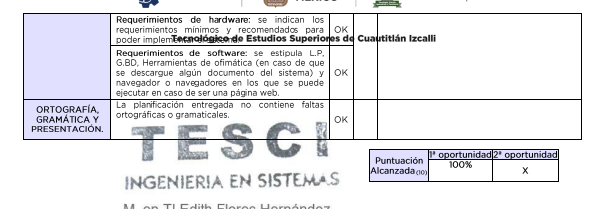 Requerimientos de hardware: se indican los
requerimientos mínimos y recomendados para
poder implementar
OK
Tecnológico de Estudios Superiores de Cuautitlán Izcalli
Requerimientos de software: se estipula L.P,
G.BD, Herramientas de ofimática (en caso de que
se descargue algún documento del sistema) y
navegador o navegadores en los que se puede
ejecutar en caso de ser una página web.
OK
ORTOGRAFÍA,
GRAMÁTICA Y
PRESENTACIÓN.
La planificación entregada no contiene faltas
ortográficas o gramaticales.
OK
TESCI
INGENIERIA EN SISTEMAS
M. en TI Edith Flores Hernández
Puntuación
Alcanzada(10)
1ª oportunidad
2ª oportunidad
100%
X